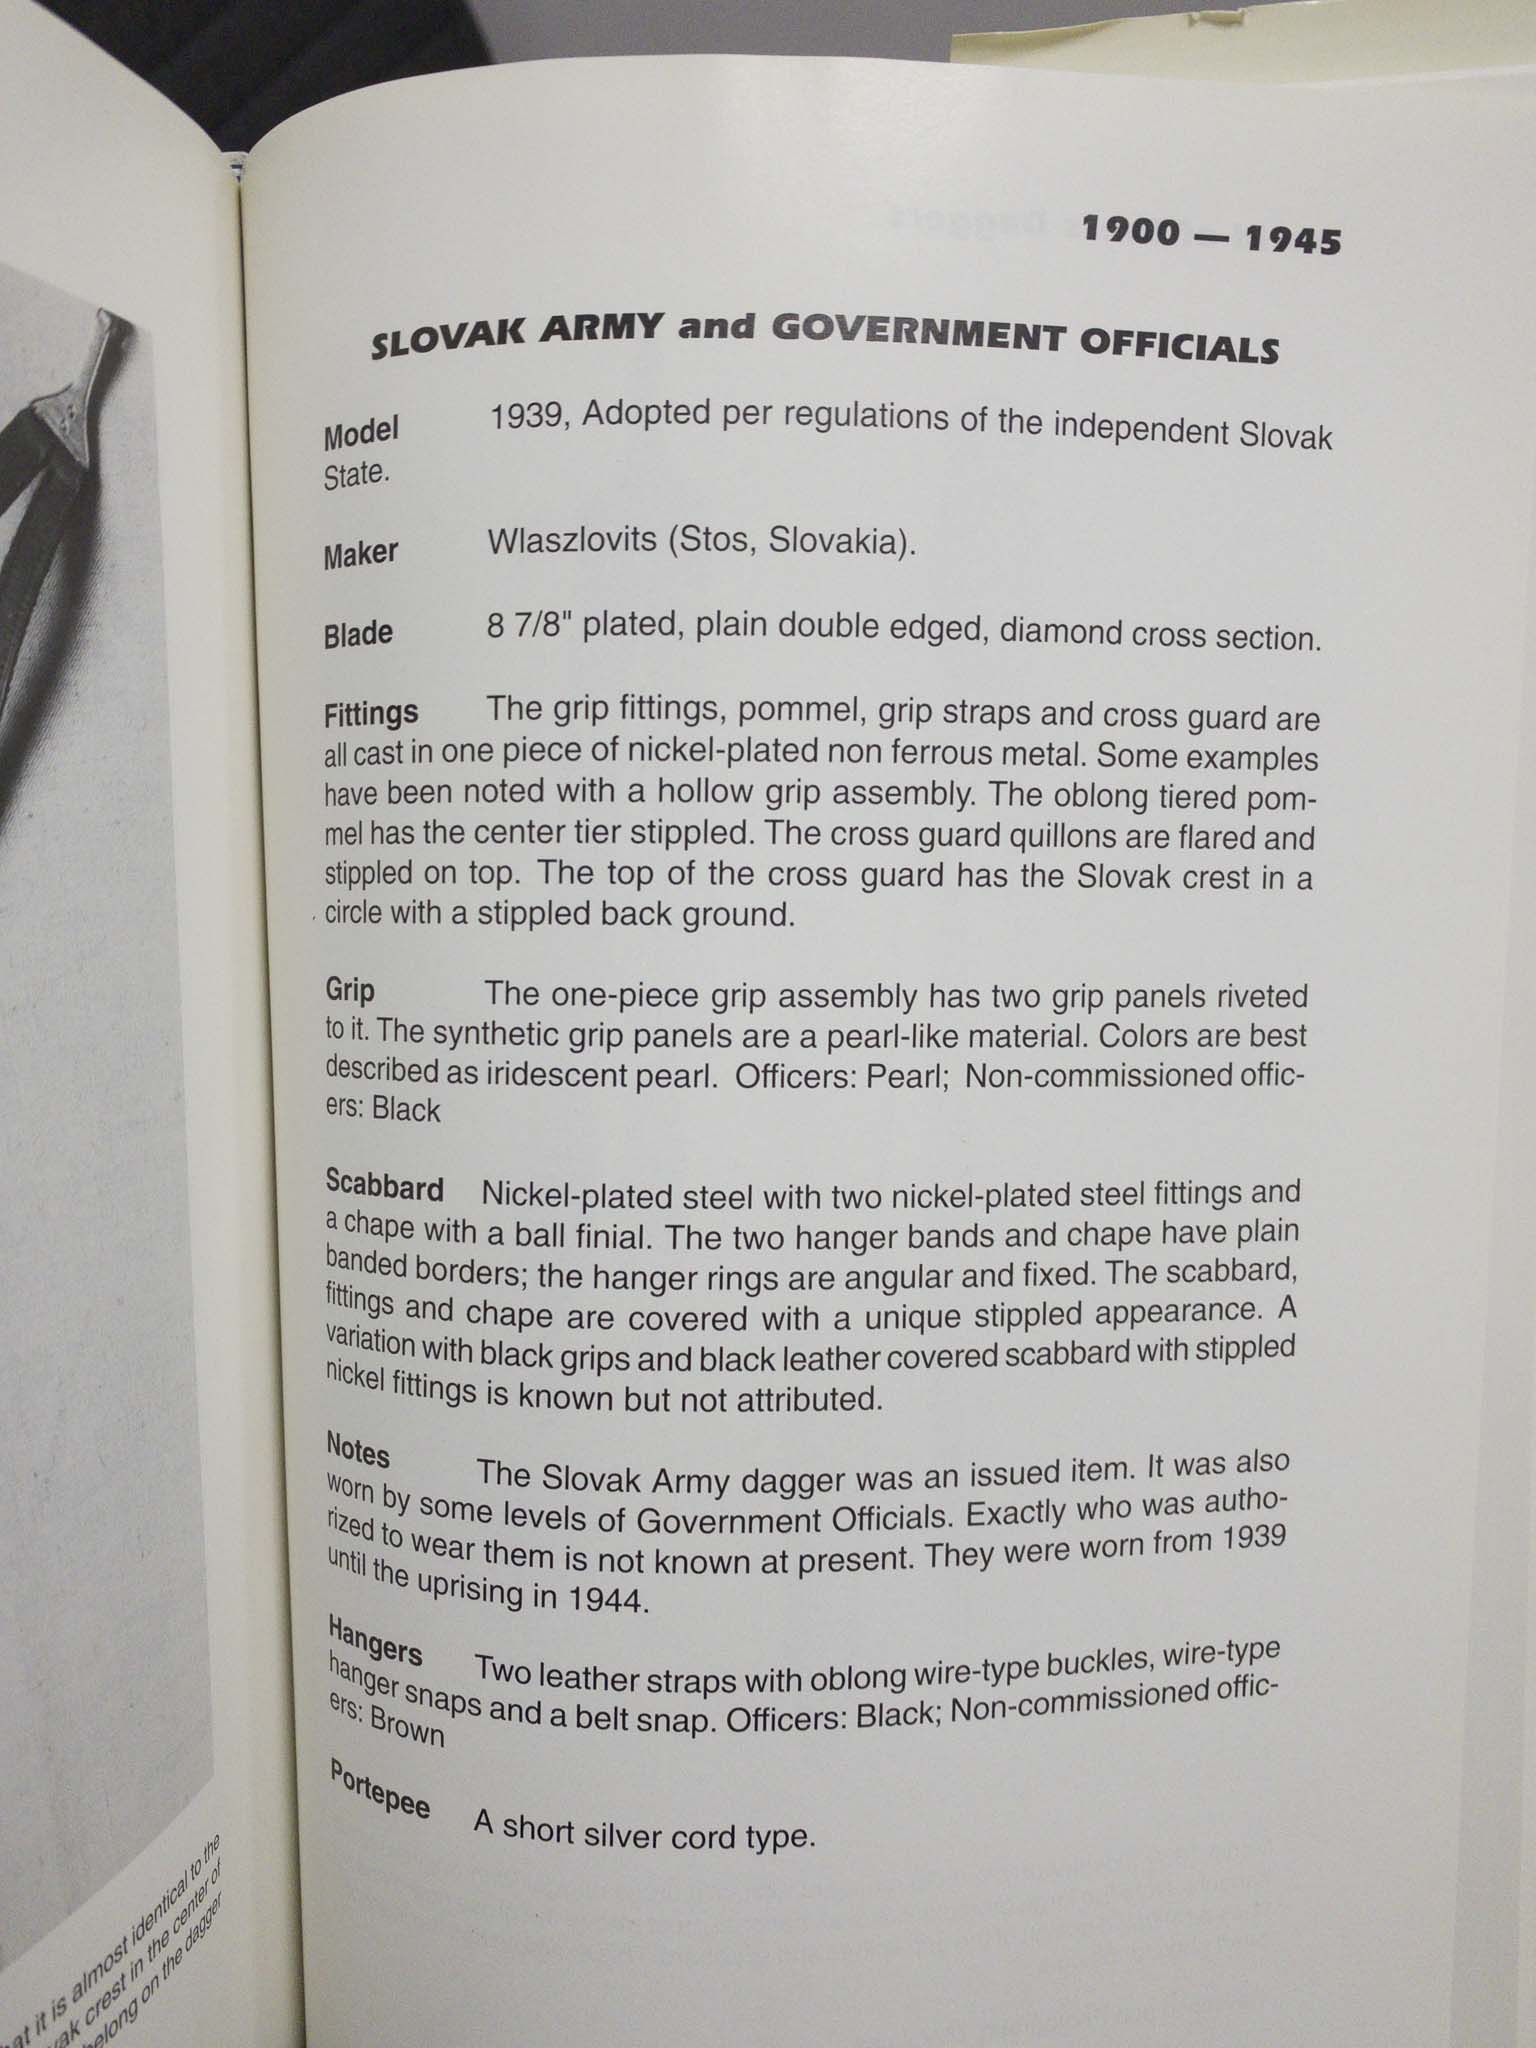 1900 — 1945
SLOVAK ARMY and GOVERNMENT OFFICIALS
Model 1939, Adopted per regulations of the independent Slovak
State.
Maker Wlaszlovits (Stos, Slovakia).
Blade 8 7/8" plated, plain double edged, diamond cross section.
Fittings The grip fittings, pommel, grip straps and cross guard are
all cast in one piece of nickel-plated non ferrous metal. Some examples
have been noted with a hollow grip assembly. The oblong tiered pom-
mel has the center tier stippled. The cross guard quillons are flared and
stippled on top. The top of the cross guard has the Slovak crest in a
circle with a stippled back ground.
Grip The one-piece grip assembly has two grip panels riveted
to it. The synthetic grip panels are a pearl-like material. Colors are best
described as iridescent pearl. Officers: Pearl; Non-commissioned offic-
ers: Black
Scabbard Nickel-plated steel with two nickel-plated steel fittings and
a chape with a ball finial. The two hanger bands and chape have plain
banded borders; the hanger rings are angular and fixed. The scabbard,
fittings and chape are covered with a unique stippled appearance. A
variation with black grips and black leather covered scabbard with stippled
nickel fittings is known but not attributed.
Notes The Slovak Army dagger was an issued item. It was also
worn by some levels of Government Officials. Exactly who was autho-
rized to wear them is not known at present. They were worn from 1939
until the uprising in 1944.
Hangers Two leather straps with oblong wire-type buckles, wire-type
hanger snaps and a belt snap. Officers: Black; Non-commissioned offic-
ers: Brown
Portepee A short silver cord type.
it is almost identical to the
crest in the center of
belong on the dagger